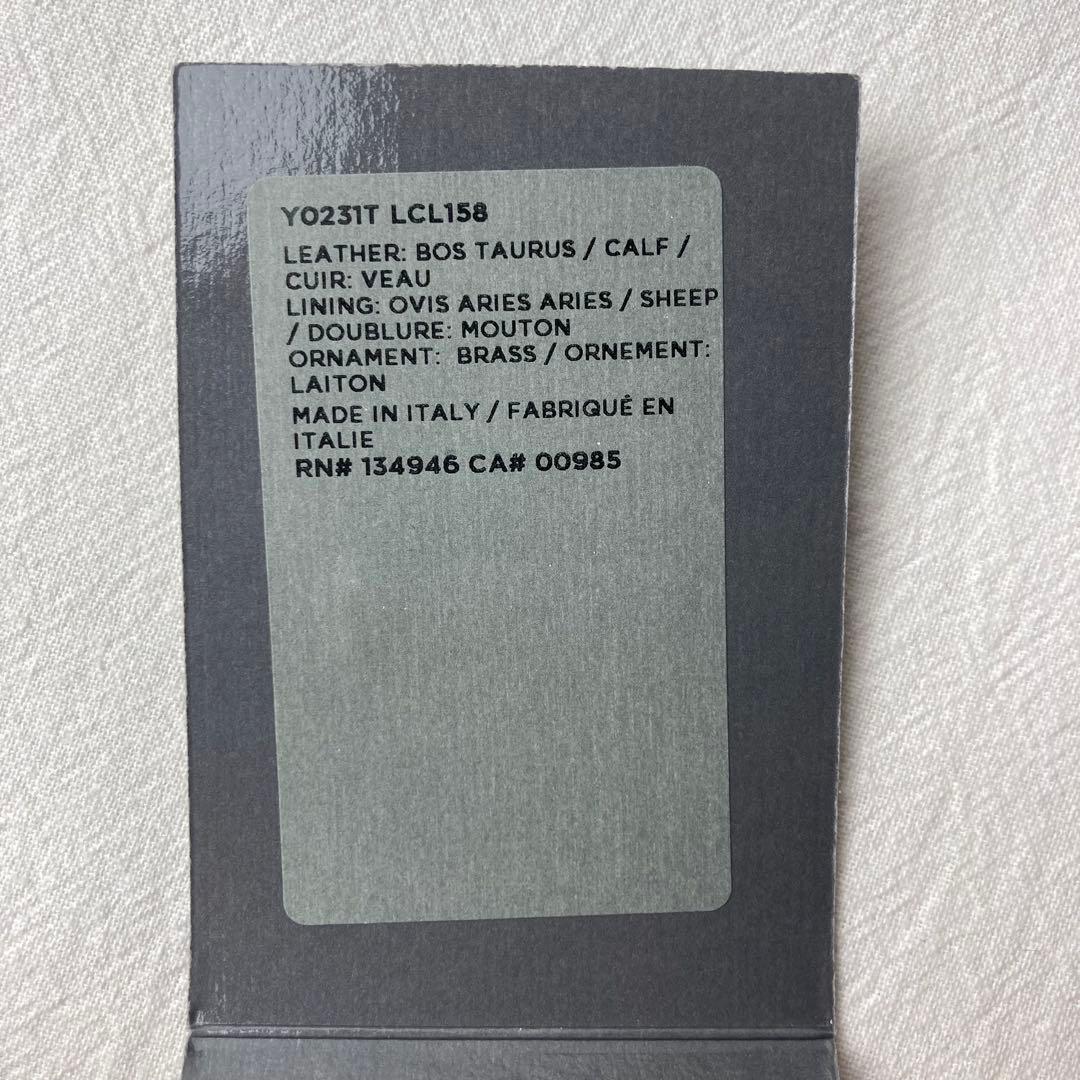 Y0231T LCL158
LEATHER: BOS TAURUS / CALF /
CUIR: VEAU
LINING: OVIS ARIES ARIES / SHEEP
/ DOUBLURE: MOUTON
ORNAMENT: BRASS / ORNEMENT:
LAITON
MADE IN ITALY / FABRIQUÉ EN
ITALIE
RN# 134946 CA# 00985